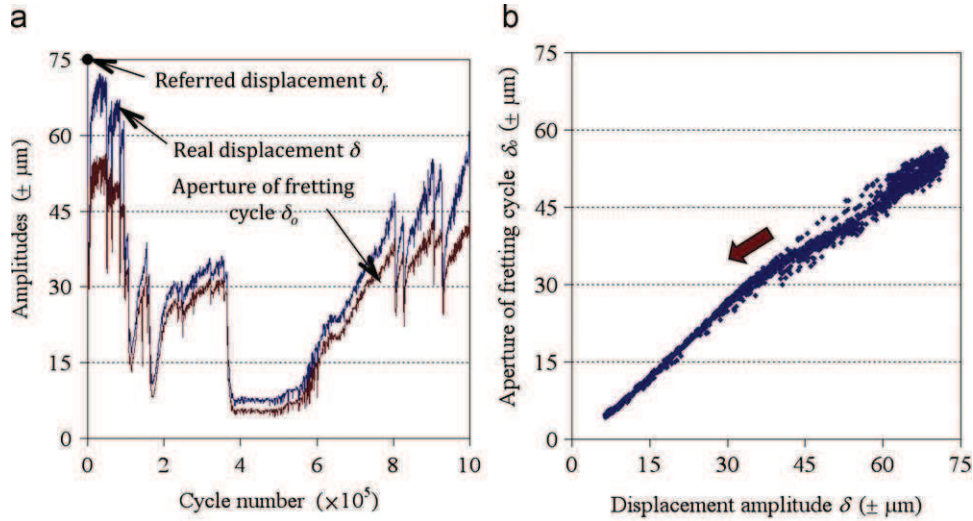 a
75
60
45
30
15
0
Amplitudes (± μm)
Referred displacement δr
Real displacement δ
Aperture of fretting
cycle δo
0 2 4 6 8 10
Cycle number (×10⁵)
b
75
60
45
30
15
0
Aperture of fretting cycle δo (± μm)
0 15 30 45 60 75
Displacement amplitude δ (± μm)